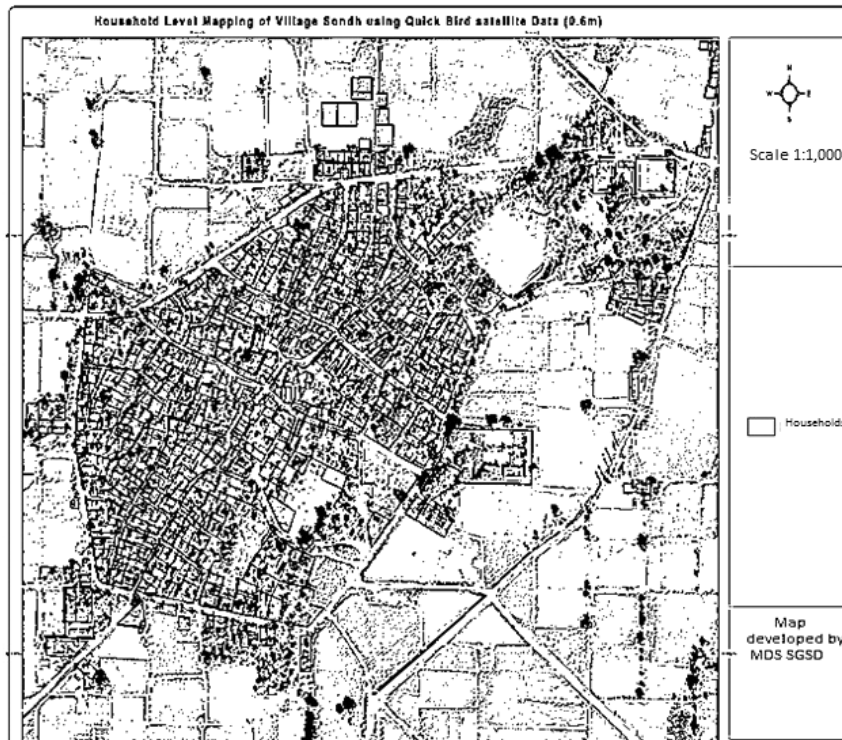 Household Level Mapping of Village Sondh using Quick Bird satellite Data (0.6m)
N
W
E
S
Scale 1:1,000
Households
Map
developed by
MDS SGSD